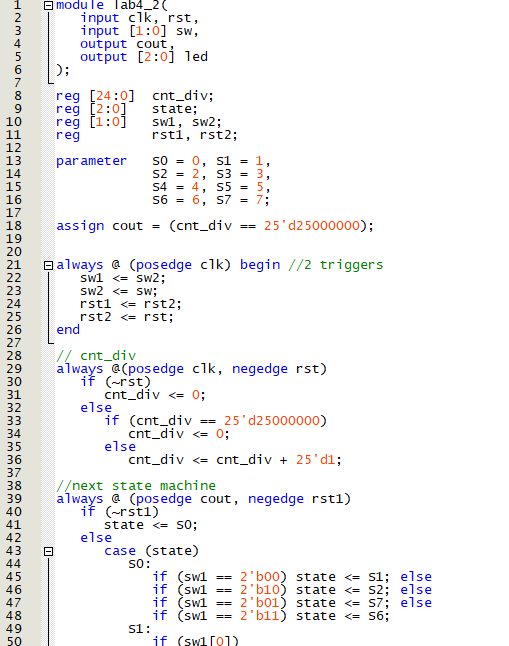 1 module lab4_2(
2 input clk, rst,
3 input [1:0] sw,
4 output cout,
5 output [2:0] led
6 );
7
8 reg [24:0] cnt_div;
9 reg [2:0] state;
10 reg [1:0] sw1, sw2;
11 reg rst1, rst2;
12
13 parameter S0 = 0, S1 = 1,
14 S2 = 2, S3 = 3,
15 S4 = 4, S5 = 5,
16 S6 = 6, S7 = 7;
17
18 assign cout = (cnt_div == 25'd25000000);
19
20
21 always @ (posedge clk) begin //2 triggers
22 sw1 <= sw2;
23 sw2 <= sw;
24 rst1 <= rst2;
25 rst2 <= rst;
26 end
27
28 // cnt_div
29 always @(posedge clk, negedge rst)
30 if (~rst)
31 cnt_div <= 0;
32 else
33 if (cnt_div == 25'd25000000)
34 cnt_div <= 0;
35 else
36 cnt_div <= cnt_div + 25'd1;
37
38 //next state machine
39 always @ (posedge cout, negedge rst1)
40 if (~rst1)
41 state <= S0;
42 else
43 case (state)
44 S0:
45 if (sw1 == 2'b00) state <= S1; else
46 if (sw1 == 2'b10) state <= S2; else
47 if (sw1 == 2'b01) state <= S7; else
48 if (sw1 == 2'b11) state <= S6;
49 S1:
50 if (sw1[0])